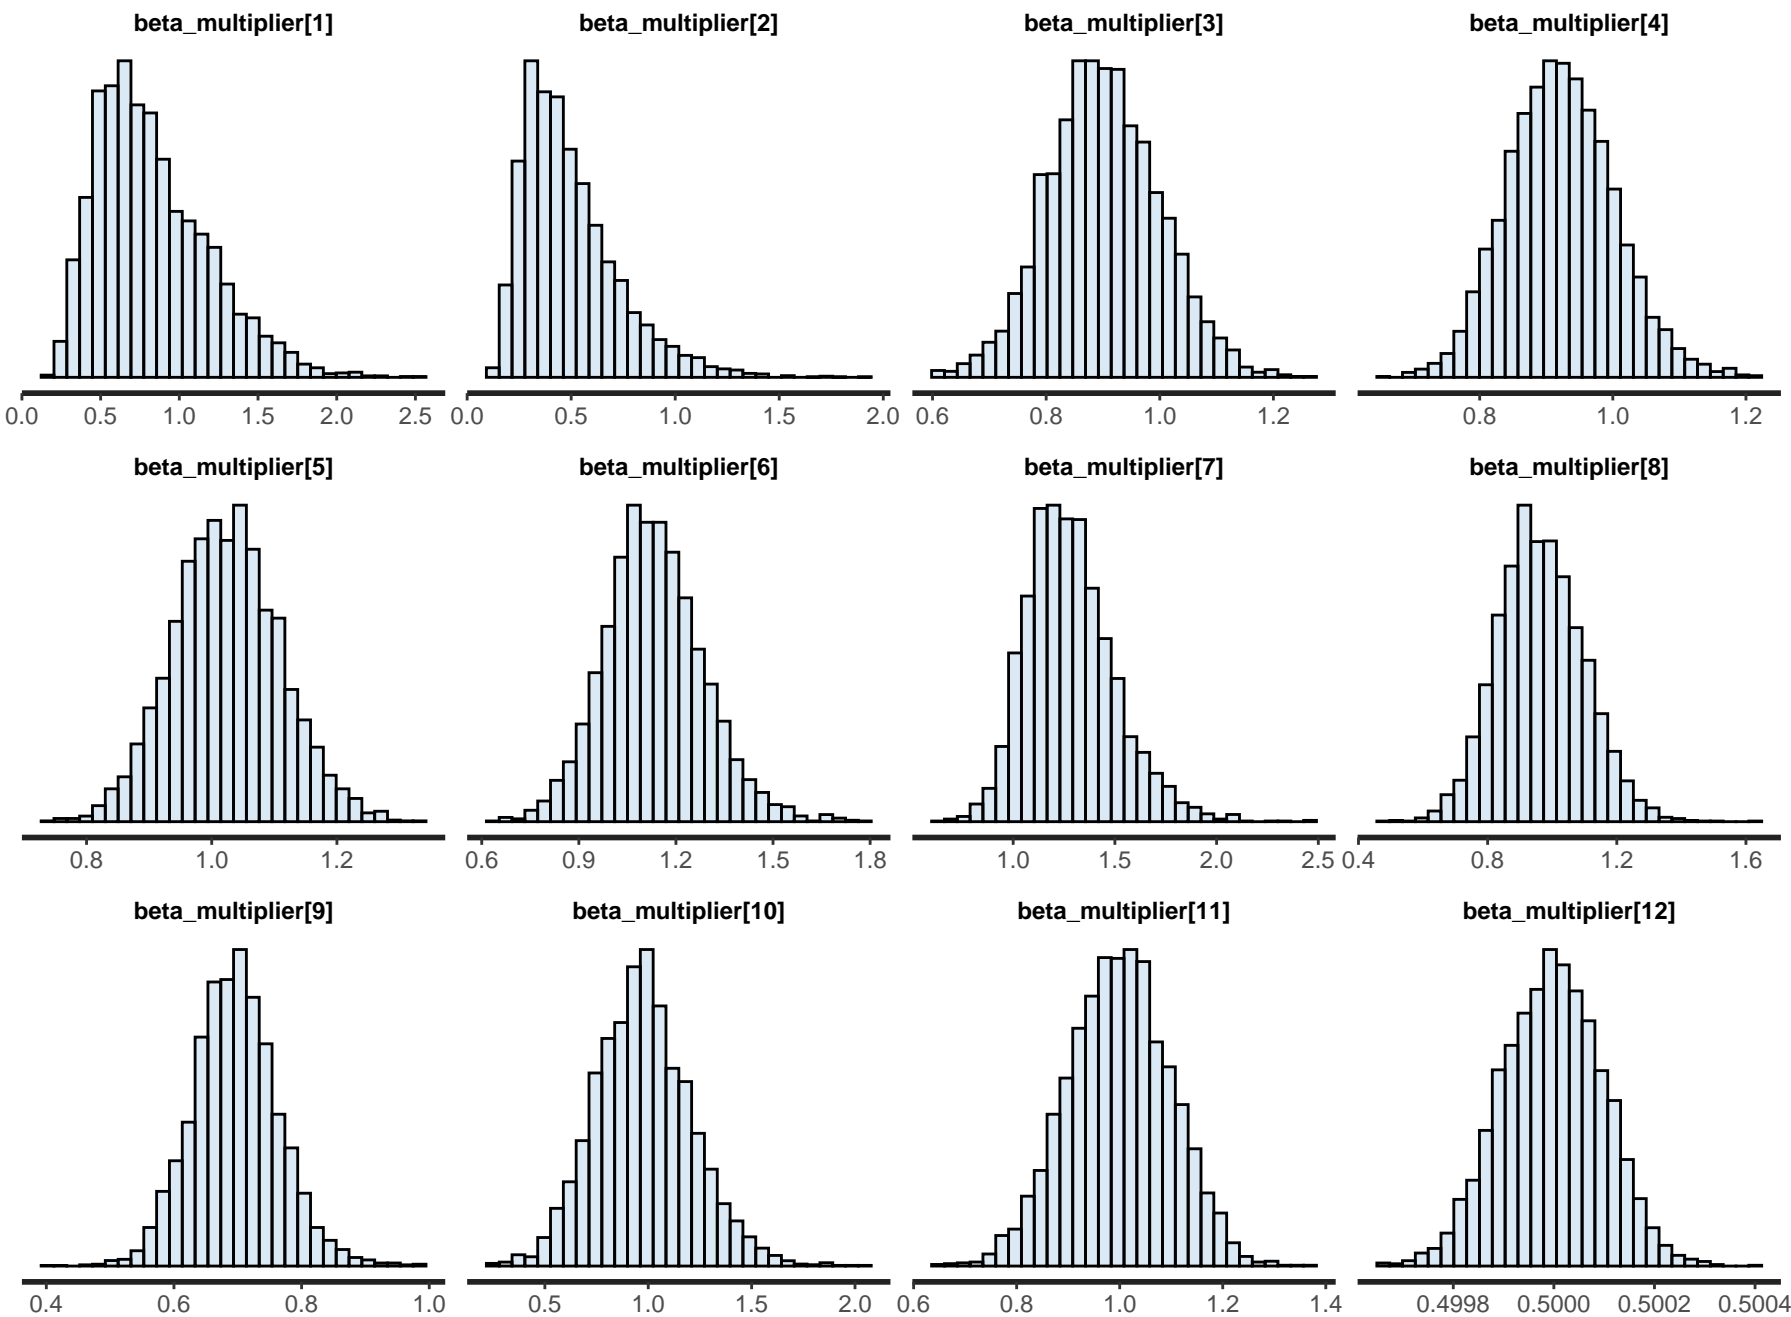 beta_multiplier[1] beta_multiplier[2] beta_multiplier[3] beta_multiplier[4]
0.0 0.5 1.0 1.5 2.0 2.5 0.0 0.5 1.0 1.5 2.0 0.6 0.8 1.0 1.2 0.8 1.0 1.2
beta_multiplier[5] beta_multiplier[6] beta_multiplier[7] beta_multiplier[8]
0.8 1.0 1.2 0.6 0.9 1.2 1.5 1.8 1.0 1.5 2.0 2.5 0.4 0.8 1.2 1.6
beta_multiplier[9] beta_multiplier[10] beta_multiplier[11] beta_multiplier[12]
0.4 0.6 0.8 1.0 0.5 1.0 1.5 2.0 0.6 0.8 1.0 1.2 1.4 0.4998 0.5000 0.5002 0.5004